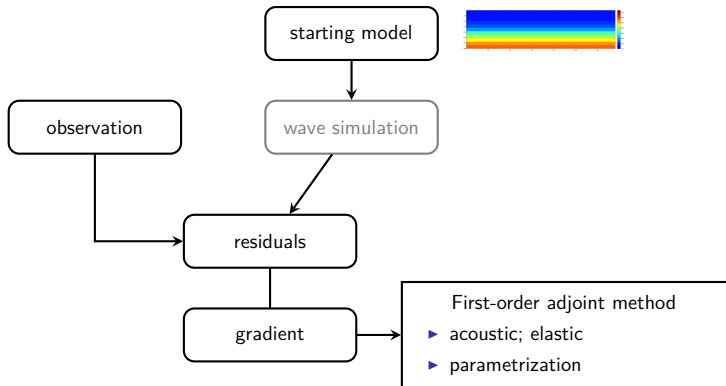 starting model
observation
wave simulation
residuals
gradient
First-order adjoint method
acoustic; elastic
parametrization